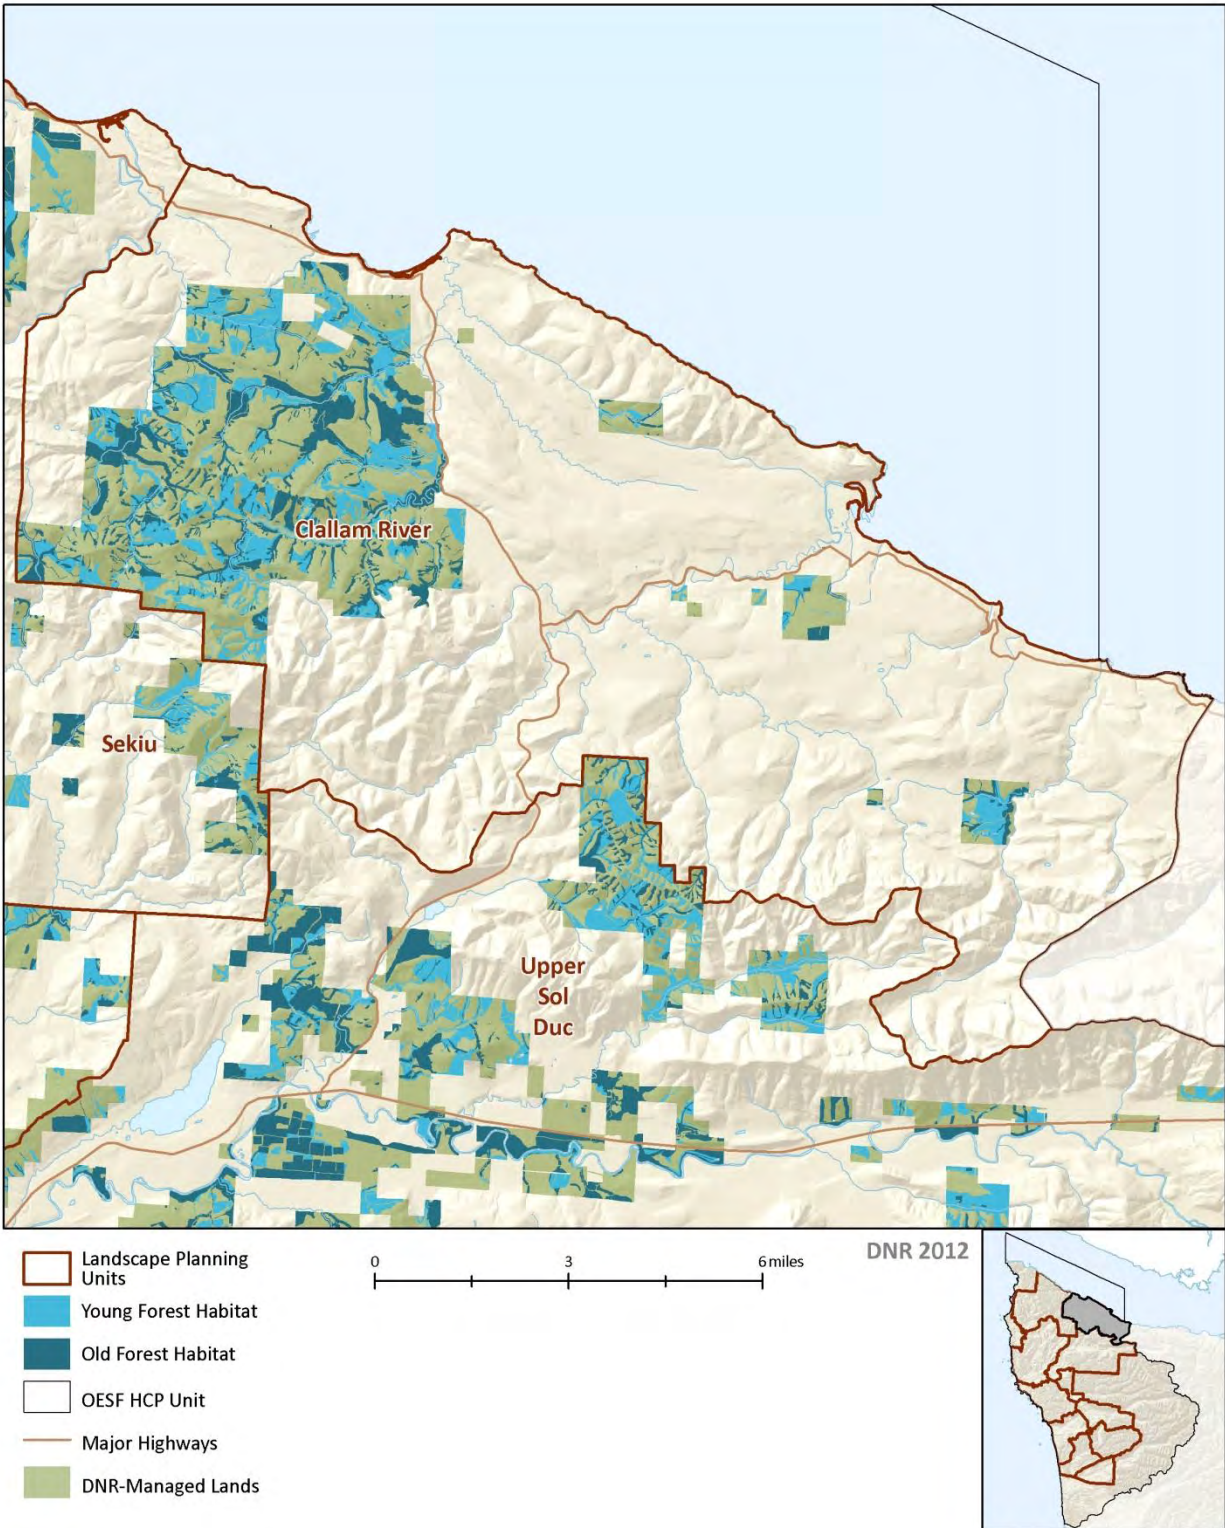 Clallam River
Sekiu
Upper
Sol
Duc
Landscape Planning
Units
Young Forest Habitat
Old Forest Habitat
OESF HCP Unit
Major Highways
DNR-Managed Lands
0 3 6 miles
DNR 2012